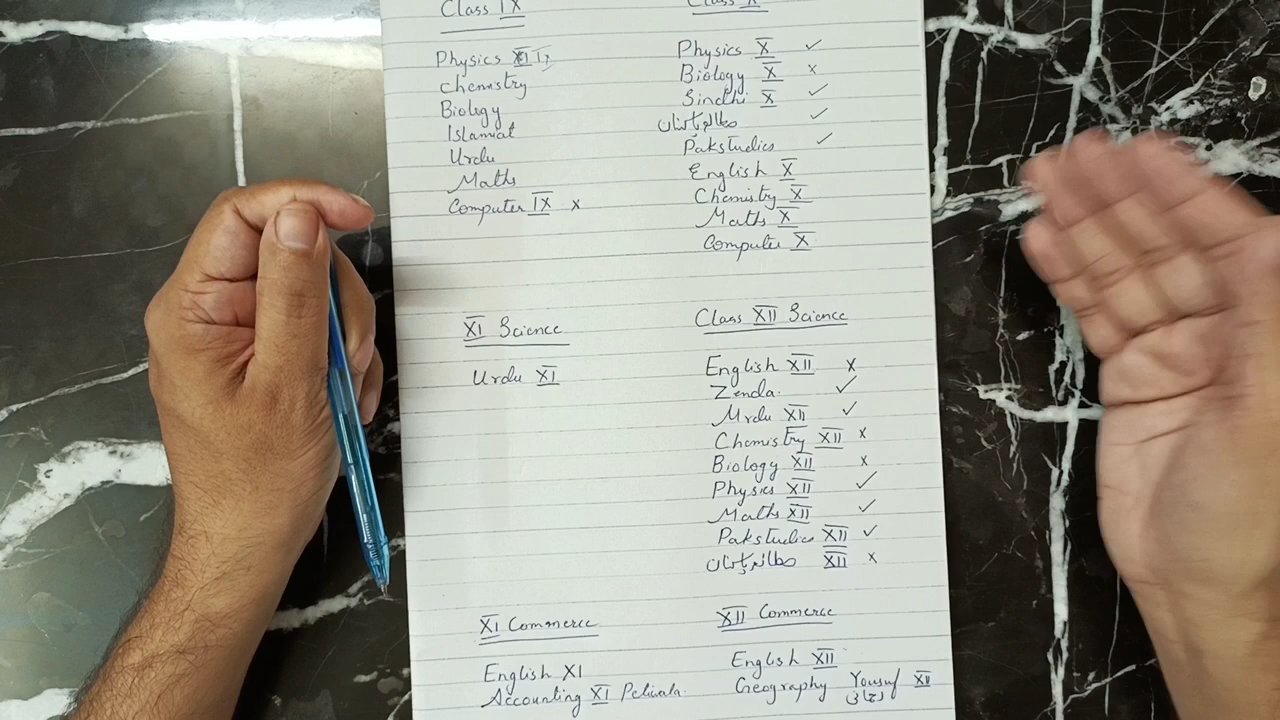 Class IX
Physics
Chemistry
Biology
Islamiat
Urdu
Maths
Computer IX x
Class X
Physics X ✓
Biology X x
Sindhi X ✓
مطالعہ پاکستان ✓
Pakstudies ✓
English X
Chemistry X
Maths X
Computer X
XI Science
Urdu XI
Class XII Science
English XII x
Zenda ✓
Urdu XII ✓
Chemistry XII x
Biology XII x
Physics XII ✓
Maths XII ✓
Pakstudies XII ✓
مطالعہ پاکستان XII x
XI Commerce
English XI
Accounting XI
XII Commerce
English XII
Geography Yousuf XII